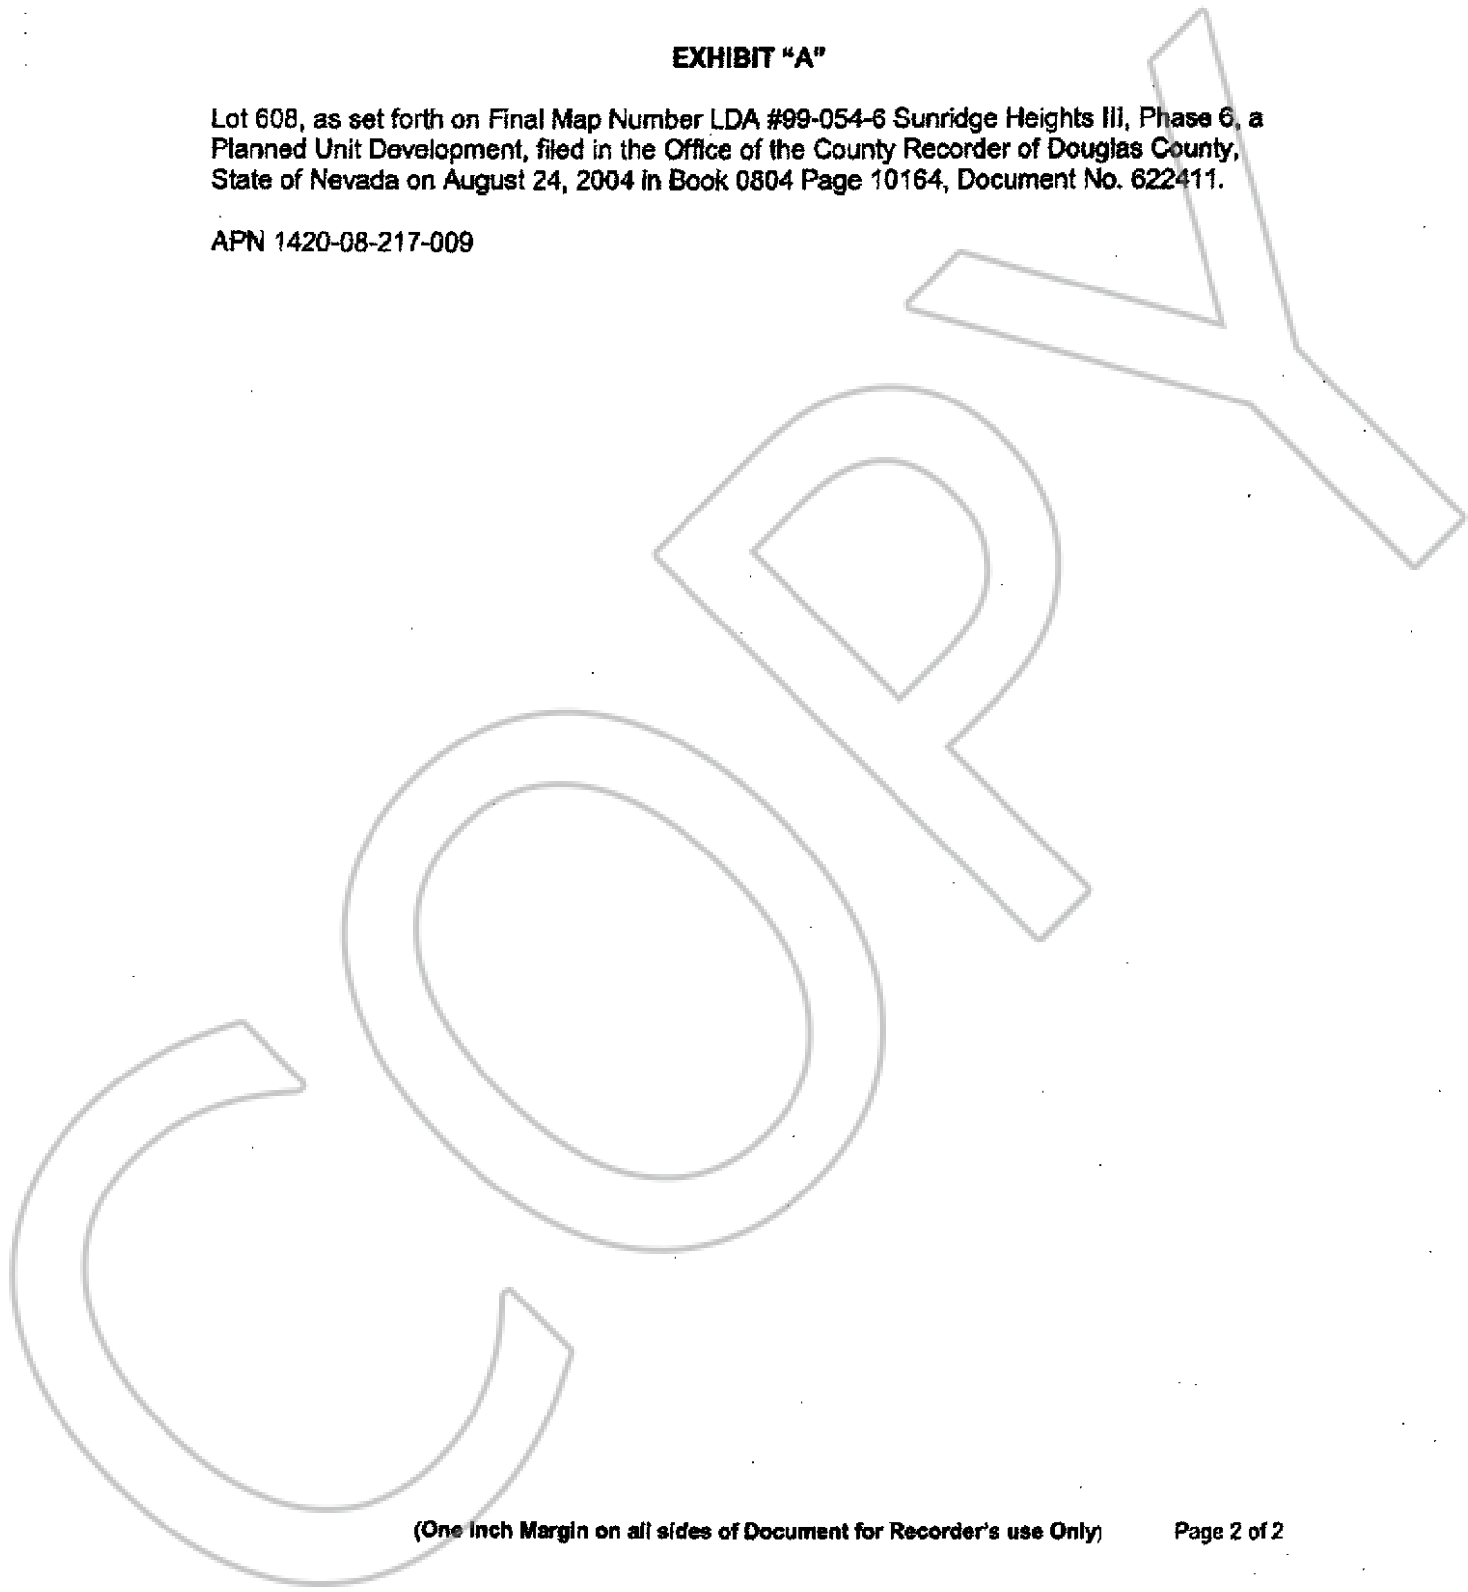 EXHIBIT “A”
Lot 608, as set forth on Final Map Number LDA #99-054-6 Sunridge Heights III, Phase 6, a
Planned Unit Development, filed in the Office of the County Recorder of Douglas County,
State of Nevada on August 24, 2004 in Book 0804 Page 10164, Document No. 622411.
APN 1420-08-217-009
COPY
(One Inch Margin on all sides of Document for Recorder's use Only) Page 2 of 2